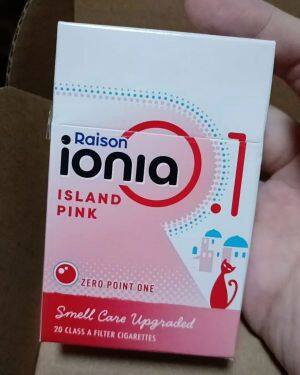 Raison
ionia
0.1
ISLAND
PINK
ZERO POINT ONE
Smell Care Upgraded
20 CLASS A FILTER CIGARETTES